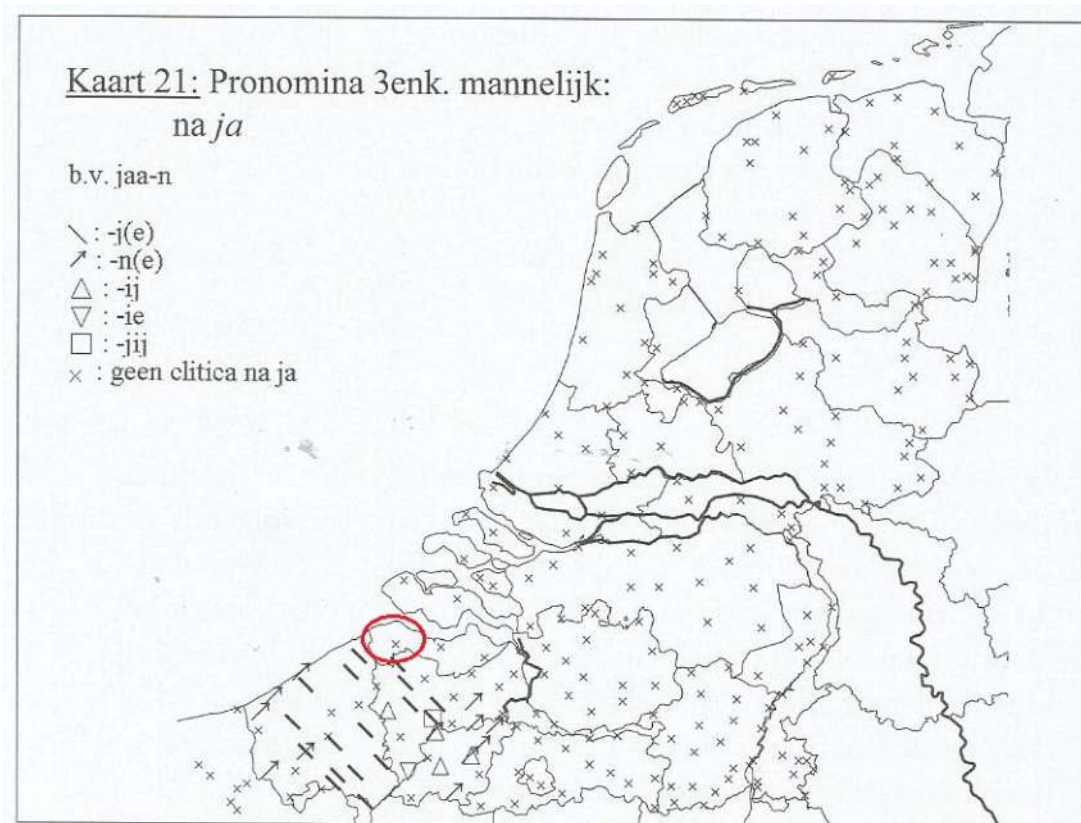 Kaart 21: Pronomina 3enk. mannelijk:
na ja
b.v. jaa-n
\ : -j(e)
↗ : -n(e)
△ : -ij
▽ : -ie
□ : -jij
× : geen clitica na ja